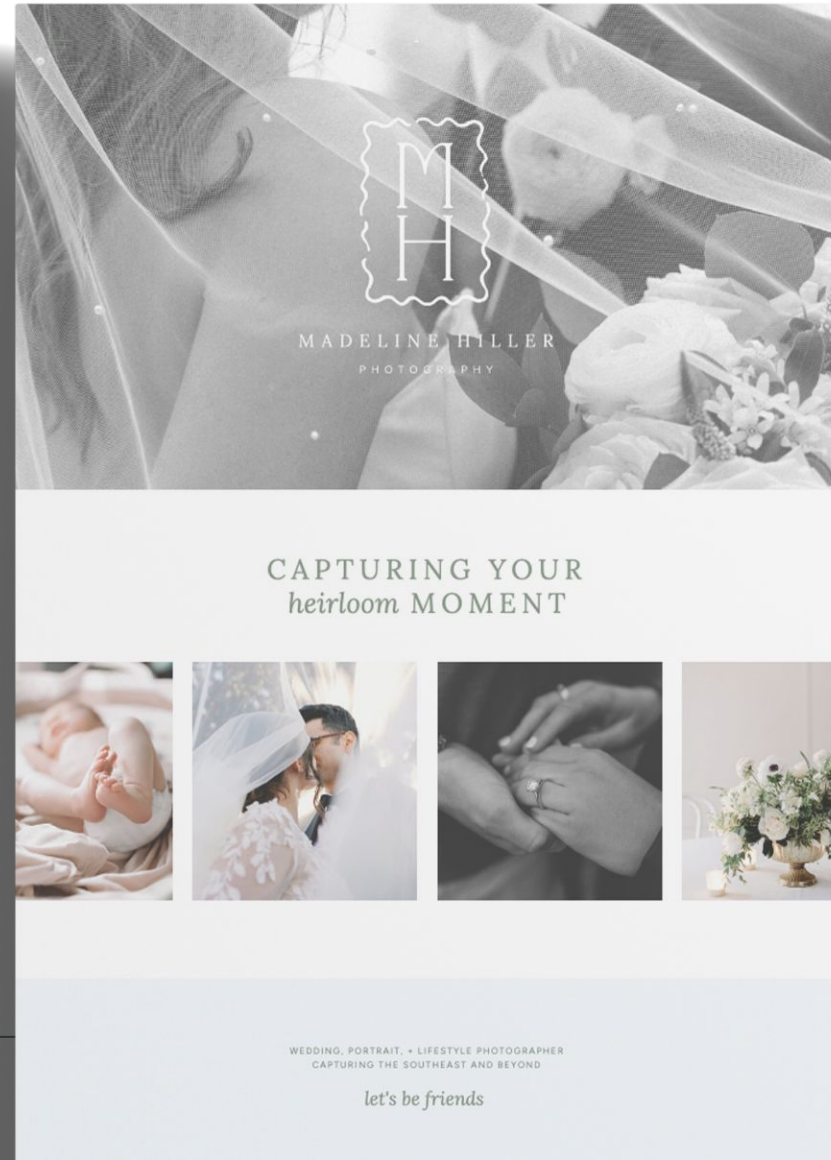 M
H
MADELINE HILLER
PHOTOGRAPHY
CAPTURING YOUR
heirloom MOMENT
WEDDING, PORTRAIT, + LIFESTYLE PHOTOGRAPHER
CAPTURING THE SOUTHEAST AND BEYOND
let's be friends